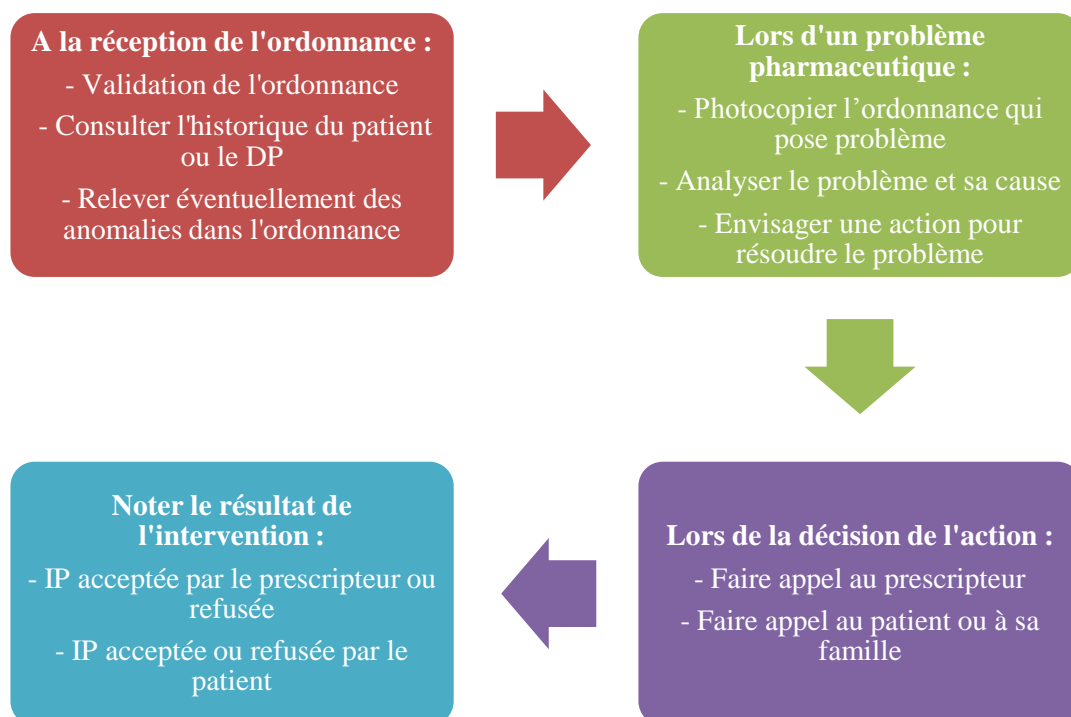 A la réception de l'ordonnance :
- Validation de l'ordonnance
- Consulter l'historique du patient
ou le DP
- Relever éventuellement des
anomalies dans l'ordonnance
Lors d'un problème
pharmaceutique :
- Photocopier l’ordonnance qui
pose problème
- Analyser le problème et sa cause
- Envisager une action pour
résoudre le problème
Lors de la décision de l'action :
- Faire appel au prescripteur
- Faire appel au patient ou à sa
famille
Noter le résultat de
l'intervention :
- IP acceptée par le prescripteur ou
refusée
- IP acceptée ou refusée par le
patient